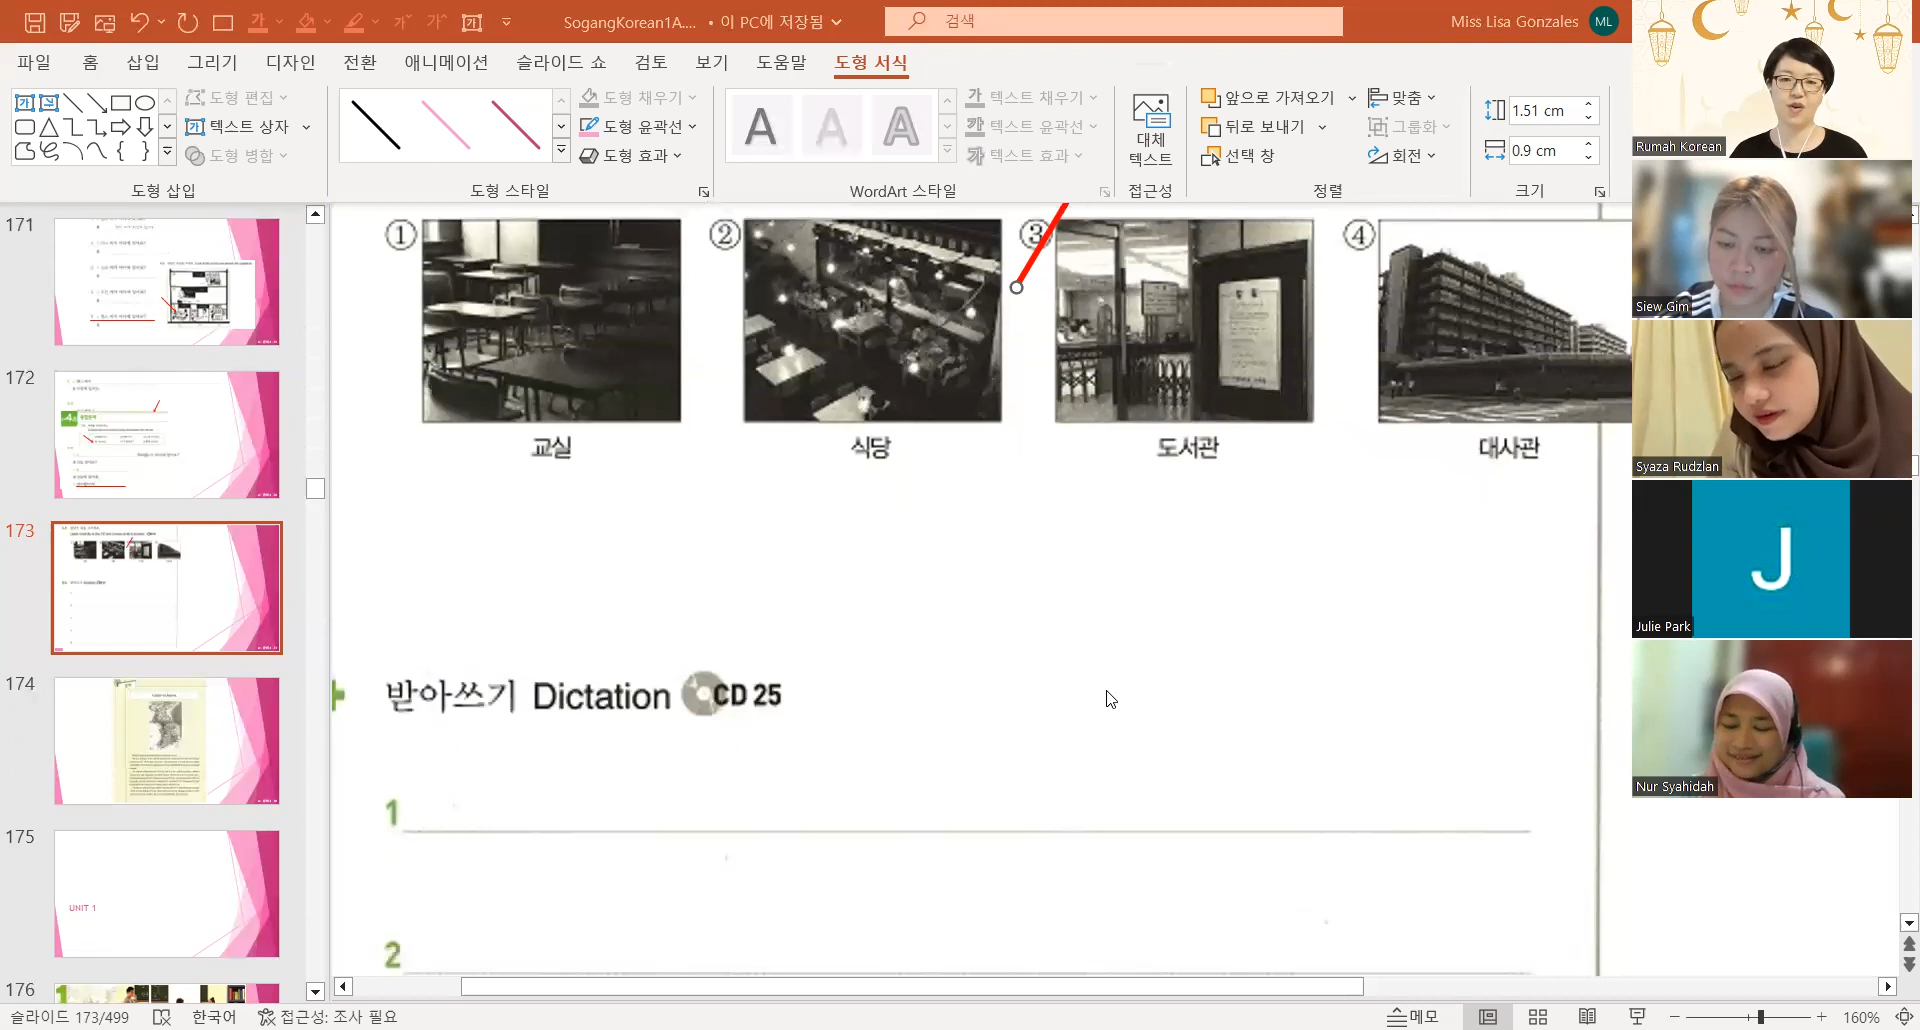 SogangKorean1A....
• 이 PC에 저장됨
검색
Miss Lisa Gonzales
ML
파일 홈 삽입 그리기 디자인 전환 애니메이션 슬라이드 쇼 검토 보기 도움말 도형 서식
도형 편집
텍스트 상자
도형 병합
도형 삽입
도형 채우기
도형 윤곽선
도형 효과
도형 스타일
A A A
텍스트 채우기
텍스트 윤곽선
텍스트 효과
WordArt 스타일
대체
텍스트
접근성
앞으로 가져오기
뒤로 보내기
선택 창
맞춤
그룹화
회전
정렬
1.51 cm
0.9 cm
크기
171
172
173
174
175
UNIT 1
176
① ② ③ ④
교실 식당 도서관 대사관
받아쓰기 Dictation CD 25
1
2
Rumah Korean
Siew Gim
Syaza Rudzlan
J
Julie Park
Nur Syahidah
슬라이드 173/499
한국어
접근성: 조사 필요
메모
160%